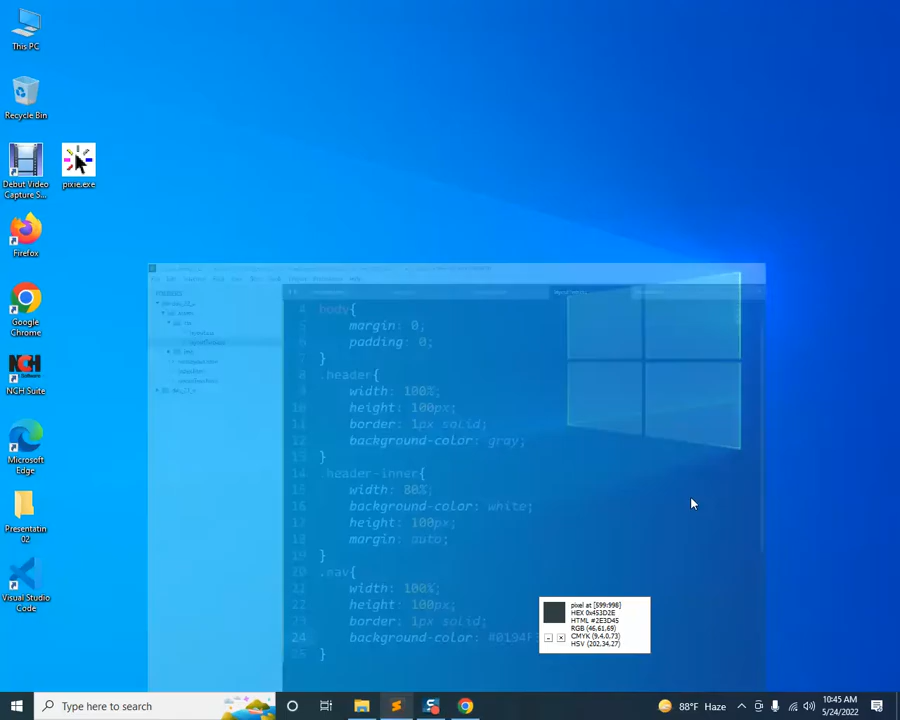 This PC
Recycle Bin
Debut Video
Capture S...
pixie.exe
Firefox
Google
Chrome
NCH
Software
NCH Suite
Microsoft
Edge
Presentatin
02
Visual Studio
Code
4 body{
5 margin: 0;
6 padding: 0;
7 }
8 .header{
9 width: 100%;
10 height: 100px;
11 border: 1px solid;
12 background-color: gray;
13 }
14 .header-inner{
15 width: 80%;
16 background-color: white;
17 height: 100px;
18 margin: auto;
19 }
20 .nav{
21 width: 100%;
22 height: 100px;
23 border: 1px solid;
24 background-color: #0194F
25 }
pixel at [599:998]
HEX 0x453D2E
HTML #2E3D45
RGB (46,61,69)
CMYK (9.4.0.73)
HSV (202,34,27)
Type here to search
88°F Haze
10:45 AM
5/24/2022